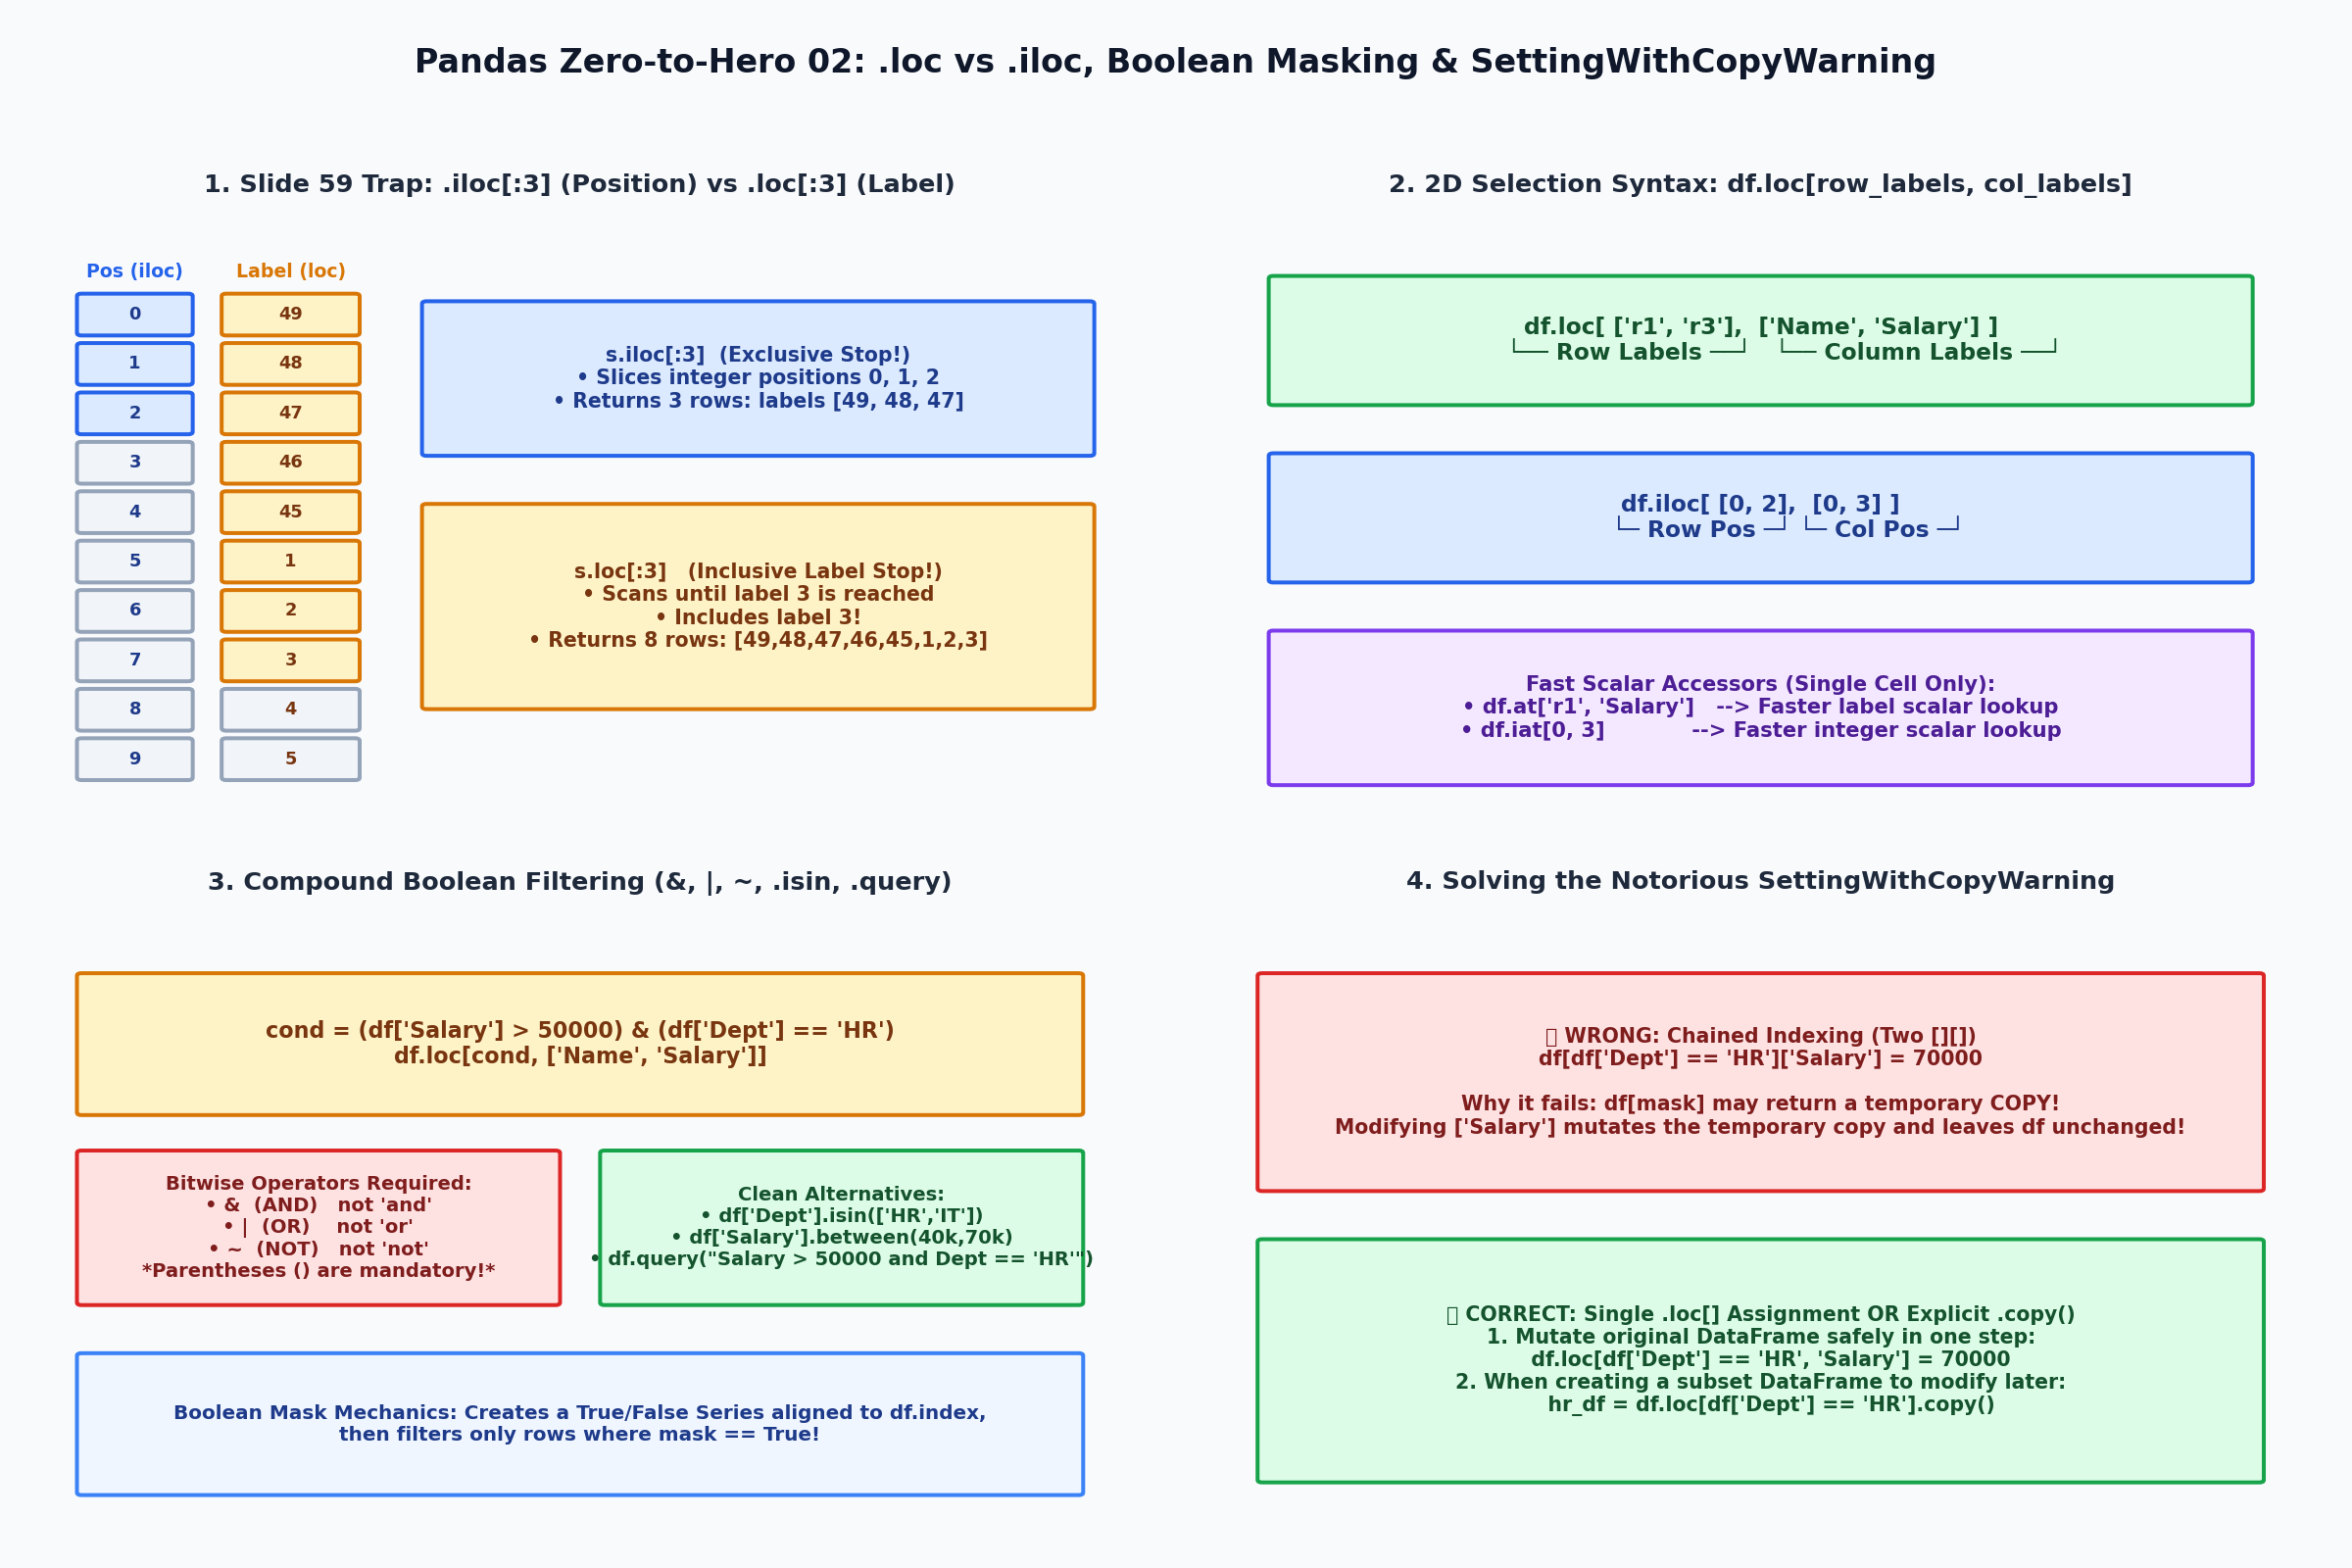 Pandas Zero-to-Hero 02: .loc vs .iloc, Boolean Masking & SettingWithCopyWarning
1. Slide 59 Trap: .iloc[:3] (Position) vs .loc[:3] (Label)
Pos (iloc) Label (loc)
0 49
1 48
2 47
3 46
4 45
5 1
6 2
7 3
8 4
9 5
s.iloc[:3]  (Exclusive Stop!)
• Slices integer positions 0, 1, 2
• Returns 3 rows: labels [49, 48, 47]
s.loc[:3]   (Inclusive Label Stop!)
• Scans until label 3 is reached
• Includes label 3!
• Returns 8 rows: [49,48,47,46,45,1,2,3]
2. 2D Selection Syntax: df.loc[row_labels, col_labels]
df.loc[ ['r1', 'r3'],  ['Name', 'Salary'] ]
└── Row Labels ──┘   └── Column Labels ──┘
df.iloc[ [0, 2],  [0, 3] ]
└─ Row Pos ─┘ └─ Col Pos ─┘
Fast Scalar Accessors (Single Cell Only):
• df.at['r1', 'Salary']   --> Faster label scalar lookup
• df.iat[0, 3]            --> Faster integer scalar lookup
3. Compound Boolean Filtering (&, |, ~, .isin, .query)
cond = (df['Salary'] > 50000) & (df['Dept'] == 'HR')
df.loc[cond, ['Name', 'Salary']]
Bitwise Operators Required:
• &  (AND)   not 'and'
• |  (OR)    not 'or'
• ~  (NOT)   not 'not'
*Parentheses () are mandatory!*
Clean Alternatives:
• df['Dept'].isin(['HR','IT'])
• df['Salary'].between(40k,70k)
• df.query("Salary > 50000 and Dept == 'HR'")
Boolean Mask Mechanics: Creates a True/False Series aligned to df.index,
then filters only rows where mask == True!
4. Solving the Notorious SettingWithCopyWarning
WRONG: Chained Indexing (Two [][])
df[df['Dept'] == 'HR']['Salary'] = 70000
Why it fails: df[mask] may return a temporary COPY!
Modifying ['Salary'] mutates the temporary copy and leaves df unchanged!
CORRECT: Single .loc[] Assignment OR Explicit .copy()
1. Mutate original DataFrame safely in one step:
df.loc[df['Dept'] == 'HR', 'Salary'] = 70000
2. When creating a subset DataFrame to modify later:
hr_df = df.loc[df['Dept'] == 'HR'].copy()